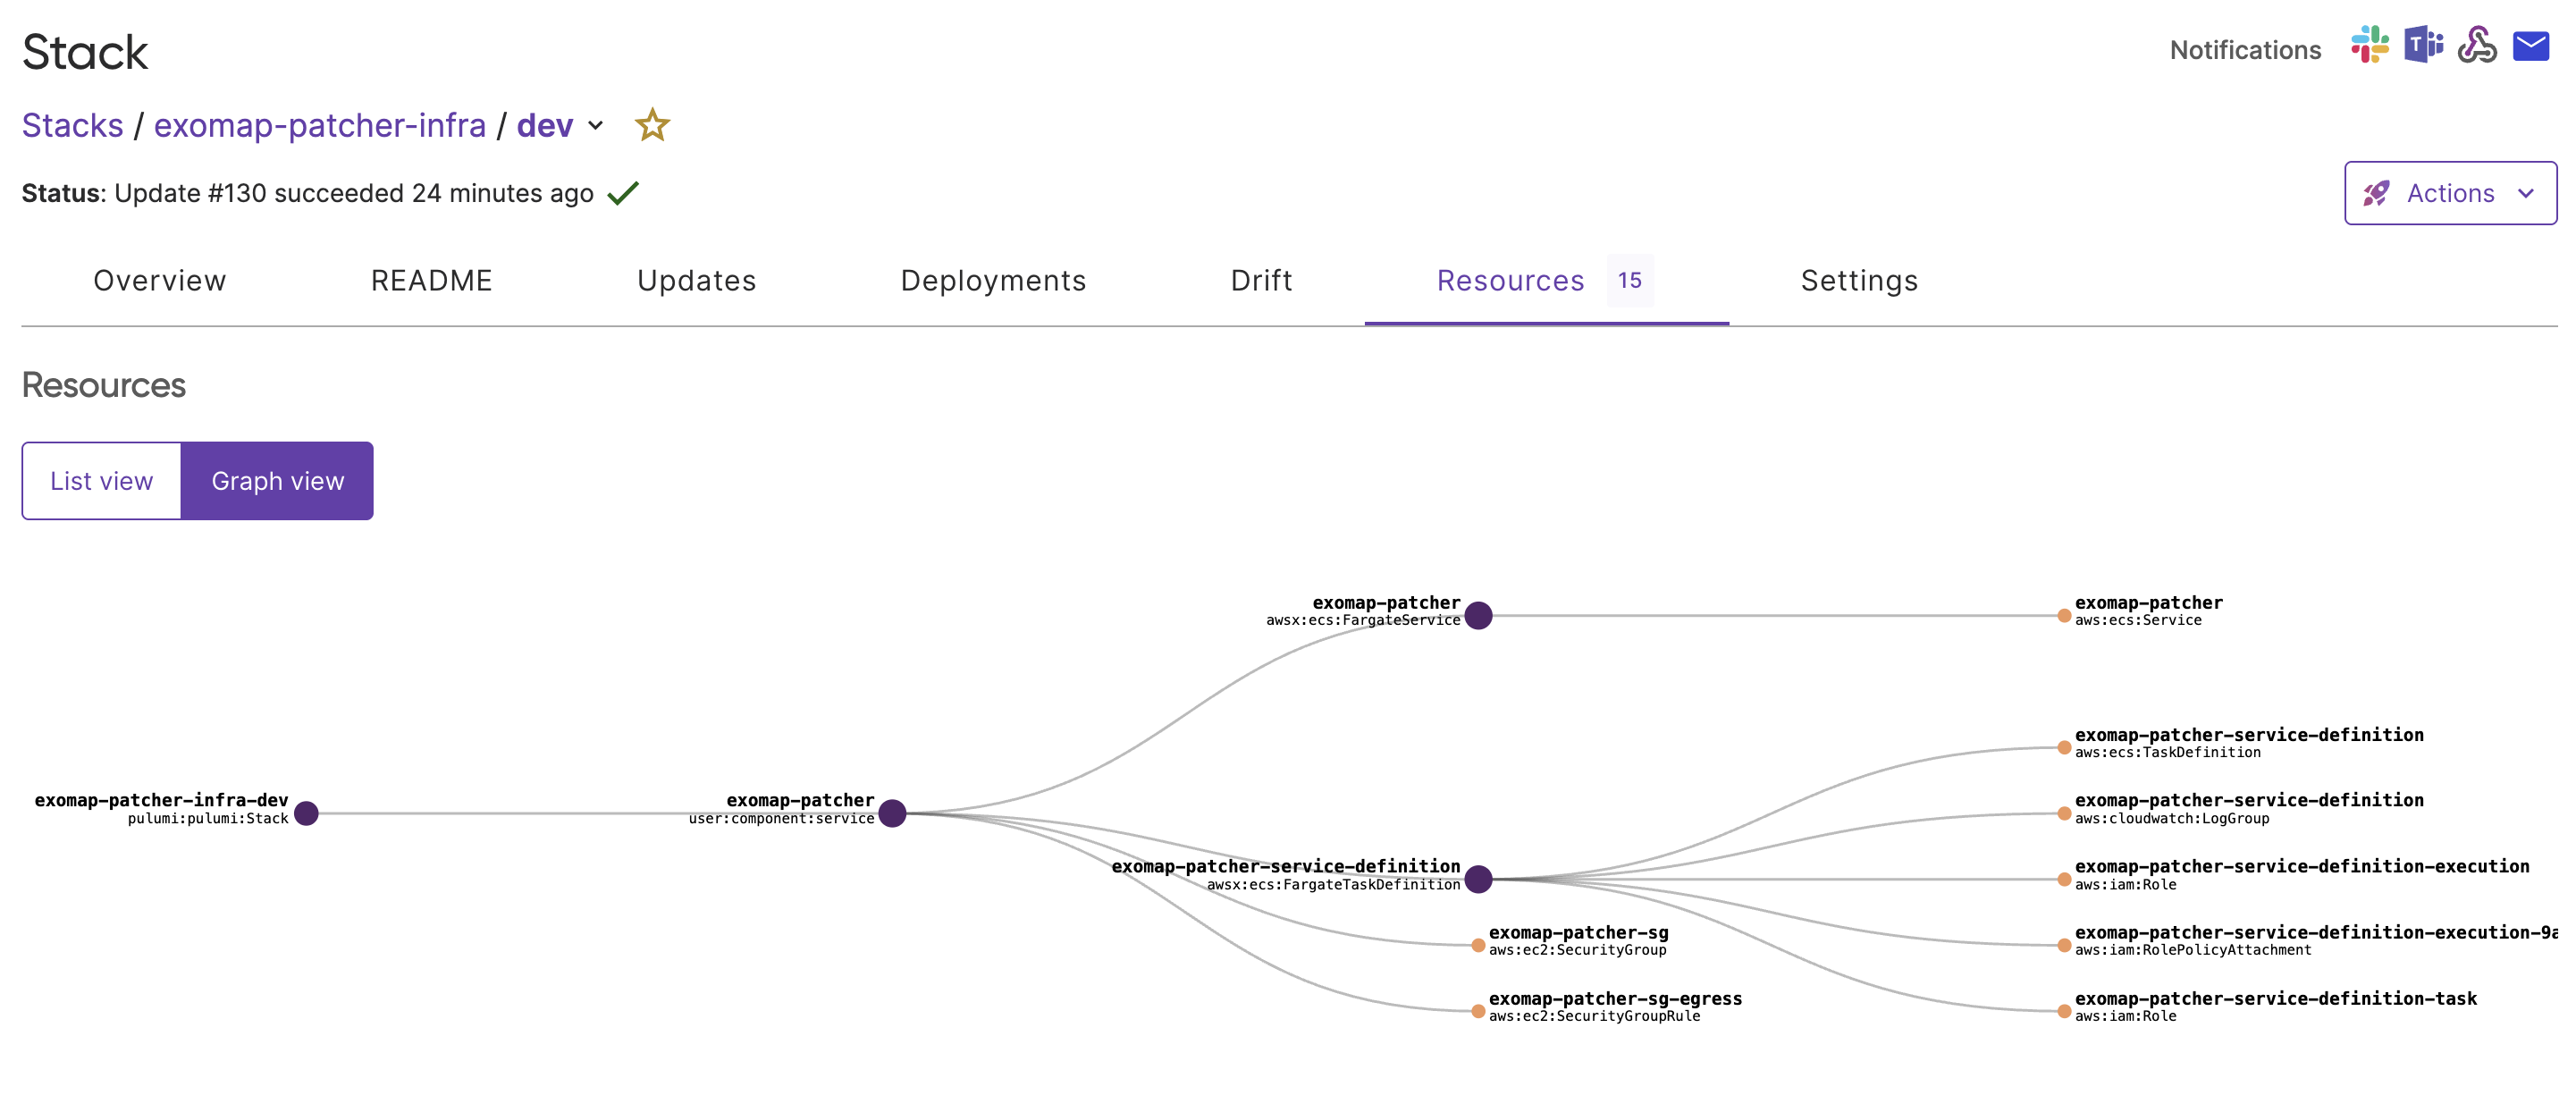 Stack
Notifications
Stacks / exomap-patcher-infra / dev
Status: Update #130 succeeded 24 minutes ago
Actions
Overview README Updates Deployments Drift Resources 15 Settings
Resources
List view Graph view
exomap-patcher
awsx:ecs:FargateService
exomap-patcher
aws:ecs:Service
exomap-patcher-service-definition
aws:ecs:TaskDefinition
exomap-patcher-infra-dev
pulumi:pulumi:Stack
exomap-patcher
user:component:service
exomap-patcher-service-definition
aws:cloudwatch:LogGroup
exomap-patcher-service-definition
awsx:ecs:FargateTaskDefinition
exomap-patcher-service-definition-execution
aws:iam:Role
exomap-patcher-sg
aws:ec2:SecurityGroup
exomap-patcher-service-definition-execution-9a
aws:iam:RolePolicyAttachment
exomap-patcher-sg-egress
aws:ec2:SecurityGroupRule
exomap-patcher-service-definition-task
aws:iam:Role